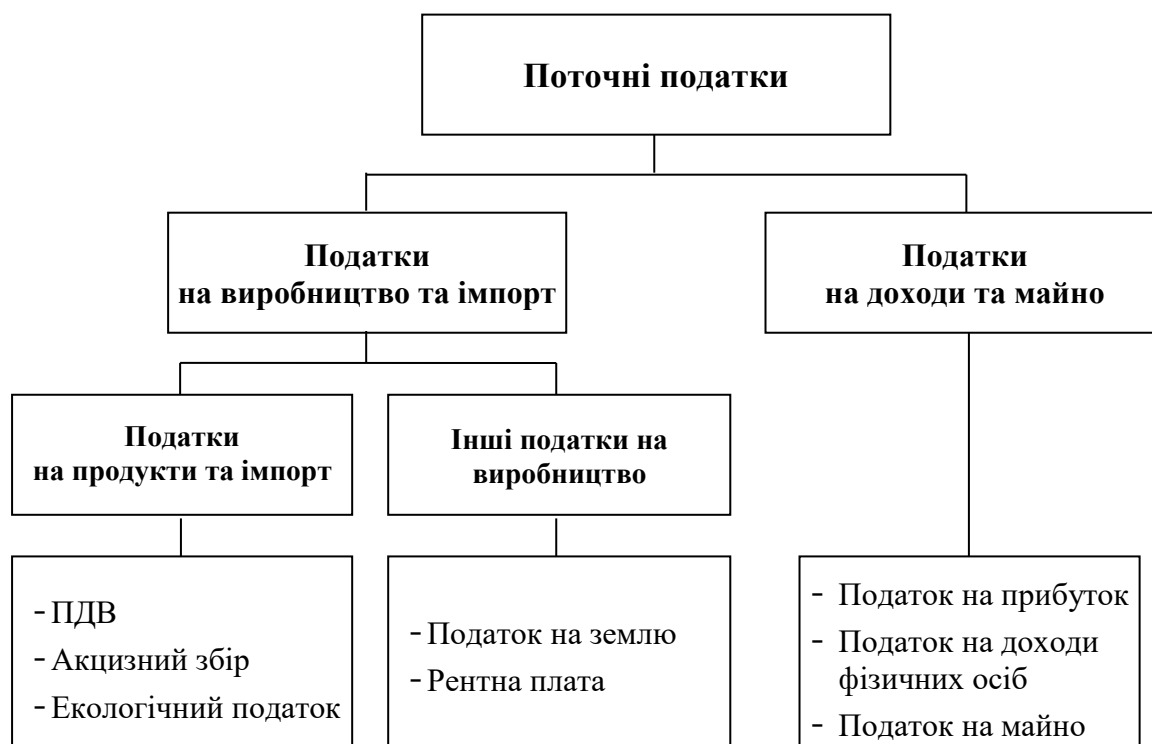 Поточні податки
Податки
на виробництво та імпорт
Податки
на доходи та майно
Податки
на продукти та імпорт
Інші податки на
виробництво
- ПДВ
- Акцизний збір
- Екологічний податок
- Податок на землю
- Рентна плата
- Податок на прибуток
- Податок на доходи
фізичних осіб
- Податок на майно